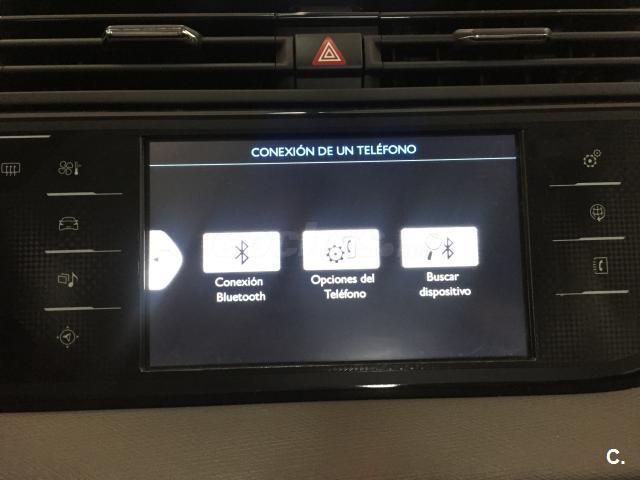 CONEXIÓN DE UN TELÉFONO
Conexión
Bluetooth
Opciones del
Teléfono
Buscar
dispositivo
C.